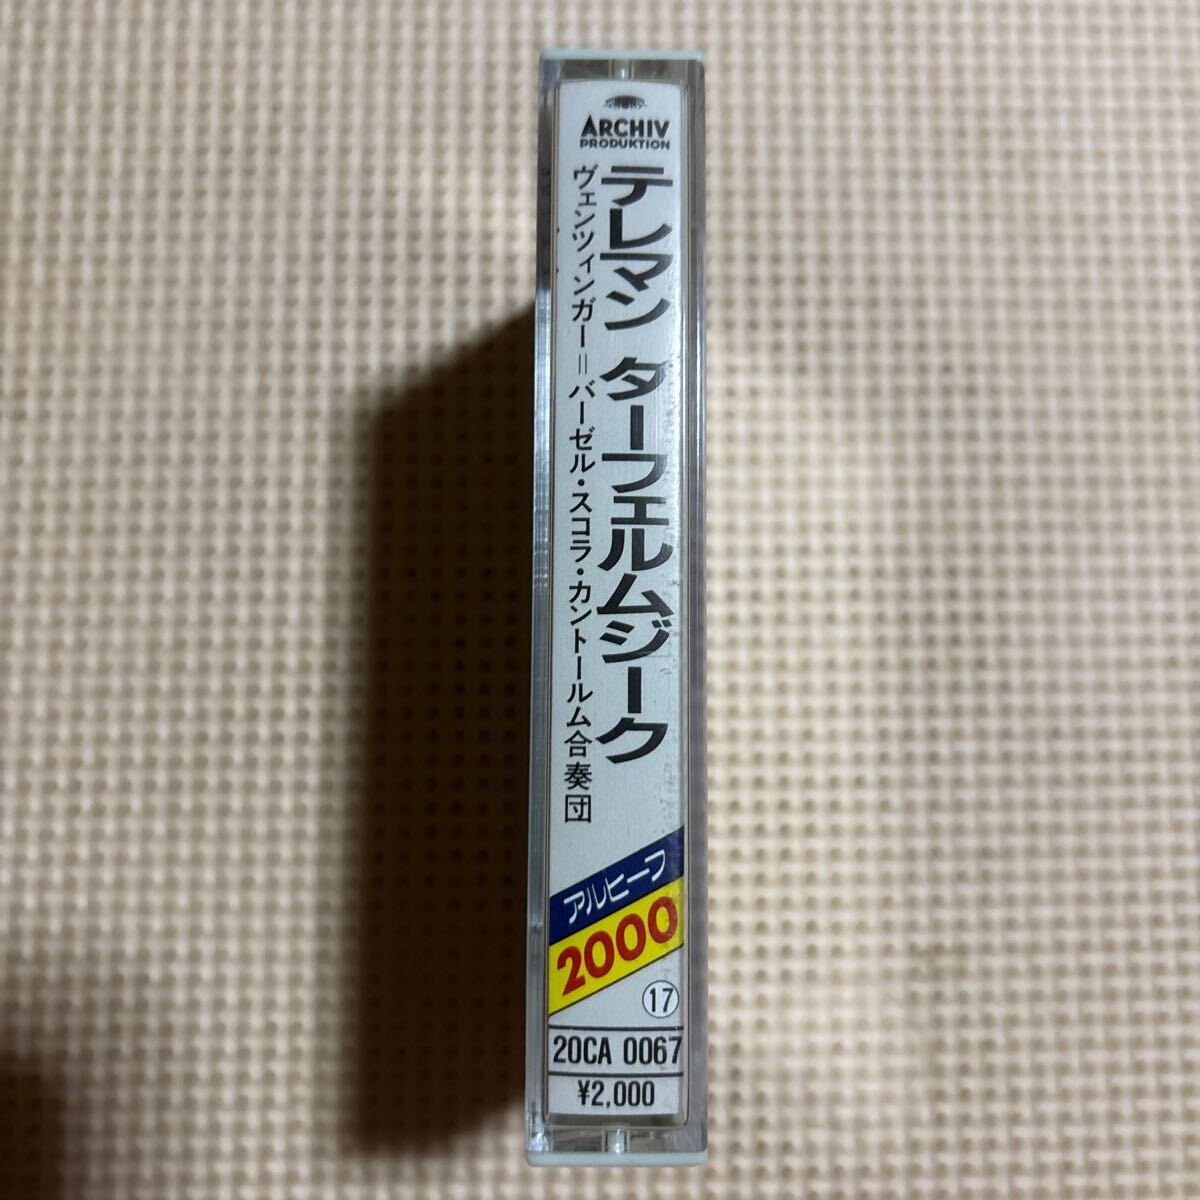 ARCHIV
PRODUKTION
テレマン ターフェルムジーク
ヴェンツィンガー＝バーゼル・スコラ・カントールム合奏団
アルヒーフ
2000
⑰
20CA 0067
¥2,000